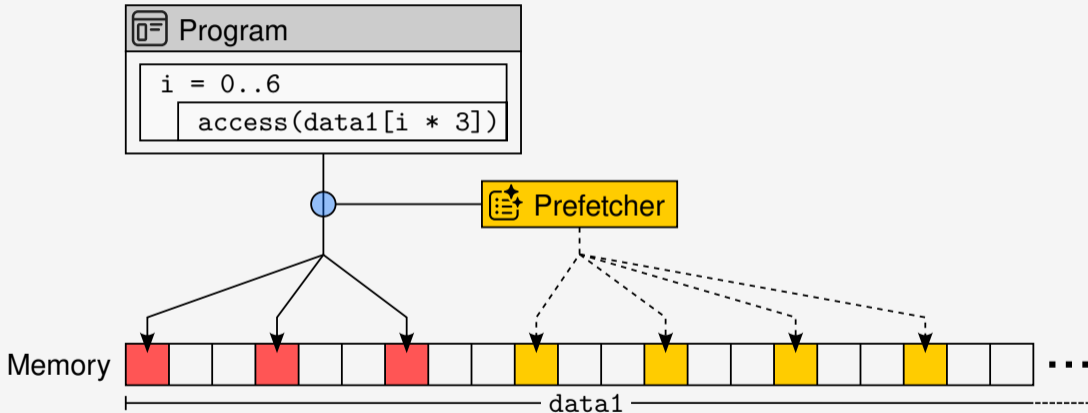 Program
i = 0..6
access(data1[i * 3])
Prefetcher
Memory
...
data1